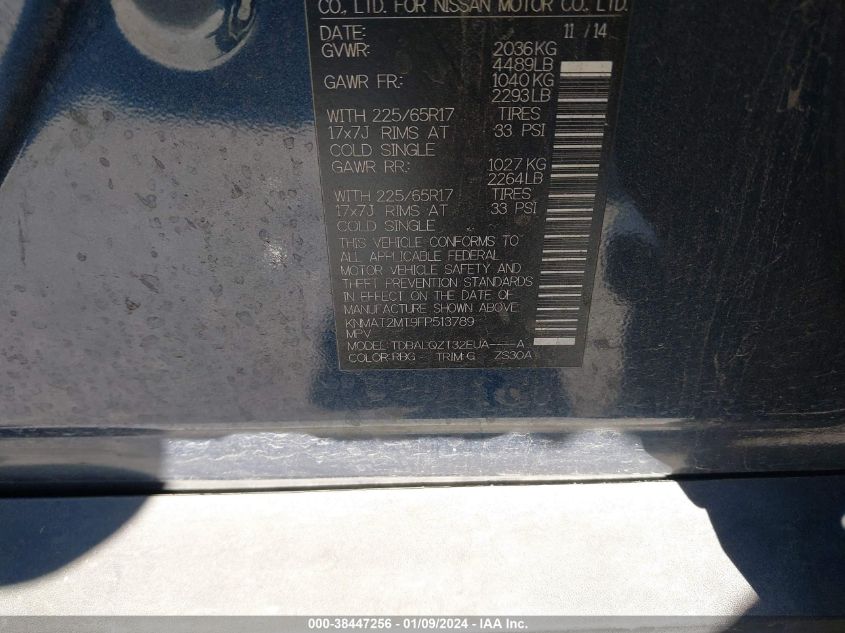 CO., LTD. FOR NISSAN MOTOR CO., LTD.
DATE: 11 / 14
GVWR: 2036KG
4489LB
GAWR FR: 1040KG
2293LB
WITH 225/65R17 TIRES
17x7J RIMS AT 33 PSI
COLD SINGLE
GAWR RR: 1027 KG
2264LB
WITH 225/65R17 TIRES
17x7J RIMS AT 33 PSI
COLD SINGLE
THIS VEHICLE CONFORMS TO
ALL APPLICABLE FEDERAL
MOTOR VEHICLE SAFETY AND
THEFT PREVENTION STANDARDS
IN EFFECT ON THE DATE OF
MANUFACTURE SHOWN ABOVE:
KNMAT2MT9FP513789
MPV
MODEL: TDBALQZT32EUA----A
COLOR: RBG TRIM: G ZS30A
000-38447256 - 01/09/2024 - IAA Inc.